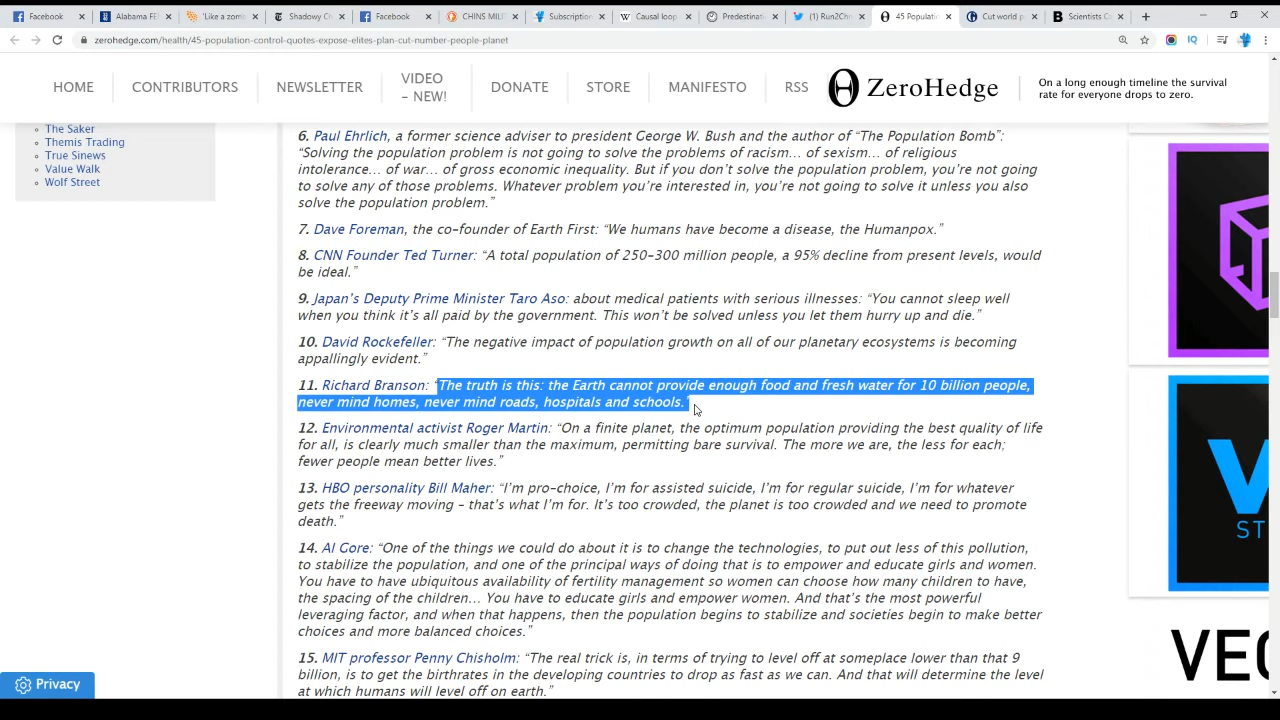 Facebook
Alabama FE
'Like a zom
Shadowy C
Facebook
CHINS MIL
Subscription
Causal loop
Predestinati
(1) Run2Chr
45 Populati
Cut world p
Scientists Co
zerohedge.com/health/45-population-control-quotes-expose-elites-plan-cut-number-people-planet
HOME
CONTRIBUTORS
NEWSLETTER
VIDEO
– NEW!
DONATE
STORE
MANIFESTO
RSS
ZeroHedge
On a long enough timeline the survival
rate for everyone drops to zero.
The Saker
Themis Trading
True Sinews
Value Walk
Wolf Street
6. Paul Ehrlich, a former science adviser to president George W. Bush and the author of “The Population Bomb”:
“Solving the population problem is not going to solve the problems of racism… of sexism… of religious
intolerance… of war… of gross economic inequality. But if you don’t solve the population problem, you’re not going
to solve any of those problems. Whatever problem you’re interested in, you’re not going to solve it unless you also
solve the population problem.”
7. Dave Foreman, the co-founder of Earth First: “We humans have become a disease, the Humanpox.”
8. CNN Founder Ted Turner: “A total population of 250-300 million people, a 95% decline from present levels, would
be ideal.”
9. Japan’s Deputy Prime Minister Taro Aso: about medical patients with serious illnesses: “You cannot sleep well
when you think it’s all paid by the government. This won’t be solved unless you let them hurry up and die.”
10. David Rockefeller: “The negative impact of population growth on all of our planetary ecosystems is becoming
appallingly evident.”
11. Richard Branson: “The truth is this: the Earth cannot provide enough food and fresh water for 10 billion people,
never mind homes, never mind roads, hospitals and schools.”
12. Environmental activist Roger Martin: “On a finite planet, the optimum population providing the best quality of life
for all, is clearly much smaller than the maximum, permitting bare survival. The more we are, the less for each;
fewer people mean better lives.”
13. HBO personality Bill Maher: “I’m pro-choice, I’m for assisted suicide, I’m for regular suicide, I’m for whatever
gets the freeway moving – that’s what I’m for. It’s too crowded, the planet is too crowded and we need to promote
death.”
14. Al Gore: “One of the things we could do about it is to change the technologies, to put out less of this pollution,
to stabilize the population, and one of the principal ways of doing that is to empower and educate girls and women.
You have to have ubiquitous availability of fertility management so women can choose how many children to have,
the spacing of the children… You have to educate girls and empower women. And that’s the most powerful
leveraging factor, and when that happens, then the population begins to stabilize and societies begin to make better
choices and more balanced choices.”
15. MIT professor Penny Chisholm: “The real trick is, in terms of trying to level off at someplace lower than that 9
billion, is to get the birthrates in the developing countries to drop as fast as we can. And that will determine the level
at which humans will level off on earth.”
V
ST
VEC
Privacy